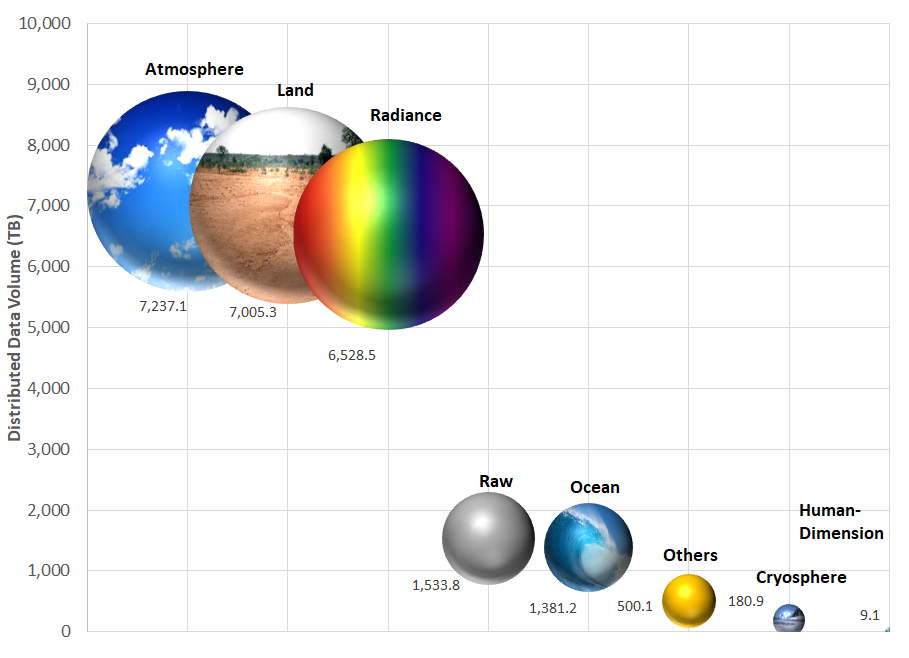 10,000
Atmosphere
Land
9,000
Radiance
8,000
7,000
6,000
7,237.1
7,005.3
5,000
6,528.5
4,000
3,000
Distributed Data Volume (TB)
Raw
Ocean
2,000
Human-
Dimension
Others
1,000
Cryosphere
1,533.8
1,381.2
500.1
180.9
9.1
0